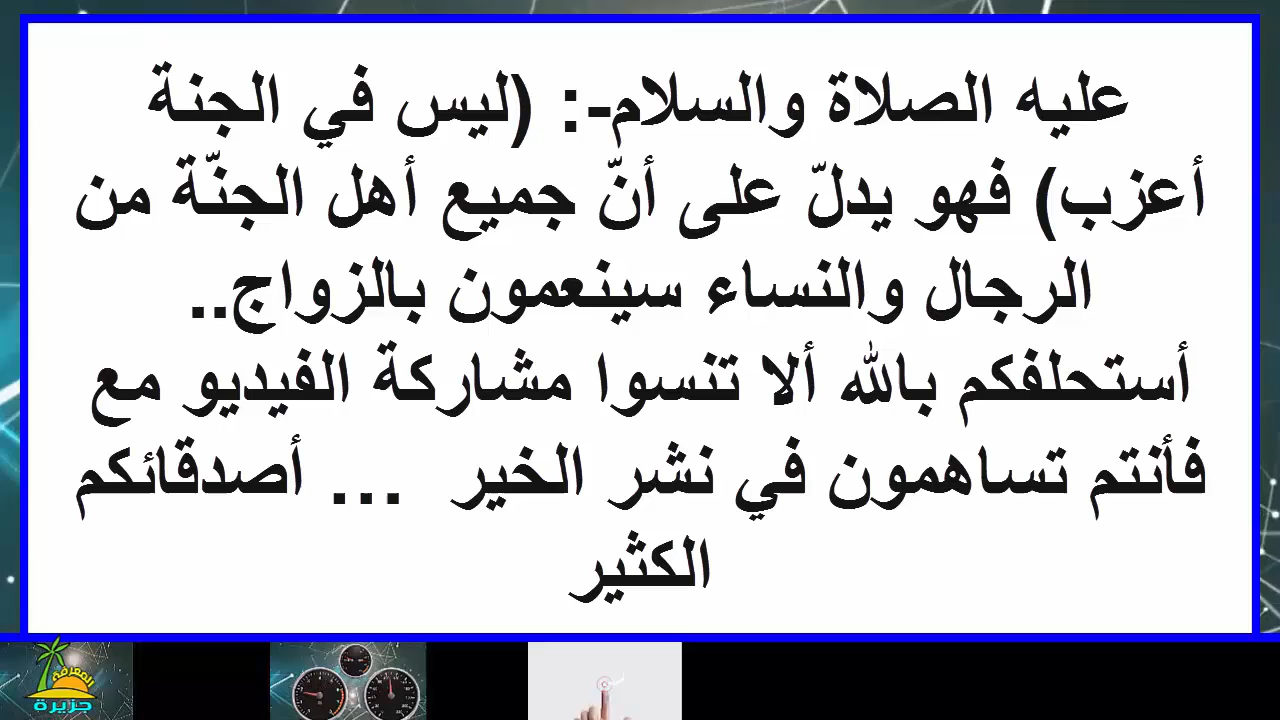 عليه الصلاة والسلام-: (ليس في الجنة
أعزب) فهو يدلّ على أنّ جميع أهل الجنّة من
الرجال والنساء سينعمون بالزواج..
أستحلفكم بالله ألا تنسوا مشاركة الفيديو مع
فأنتم تساهمون في نشر الخير ... أصدقائكم
الكثير
المعرفة
جزيرة